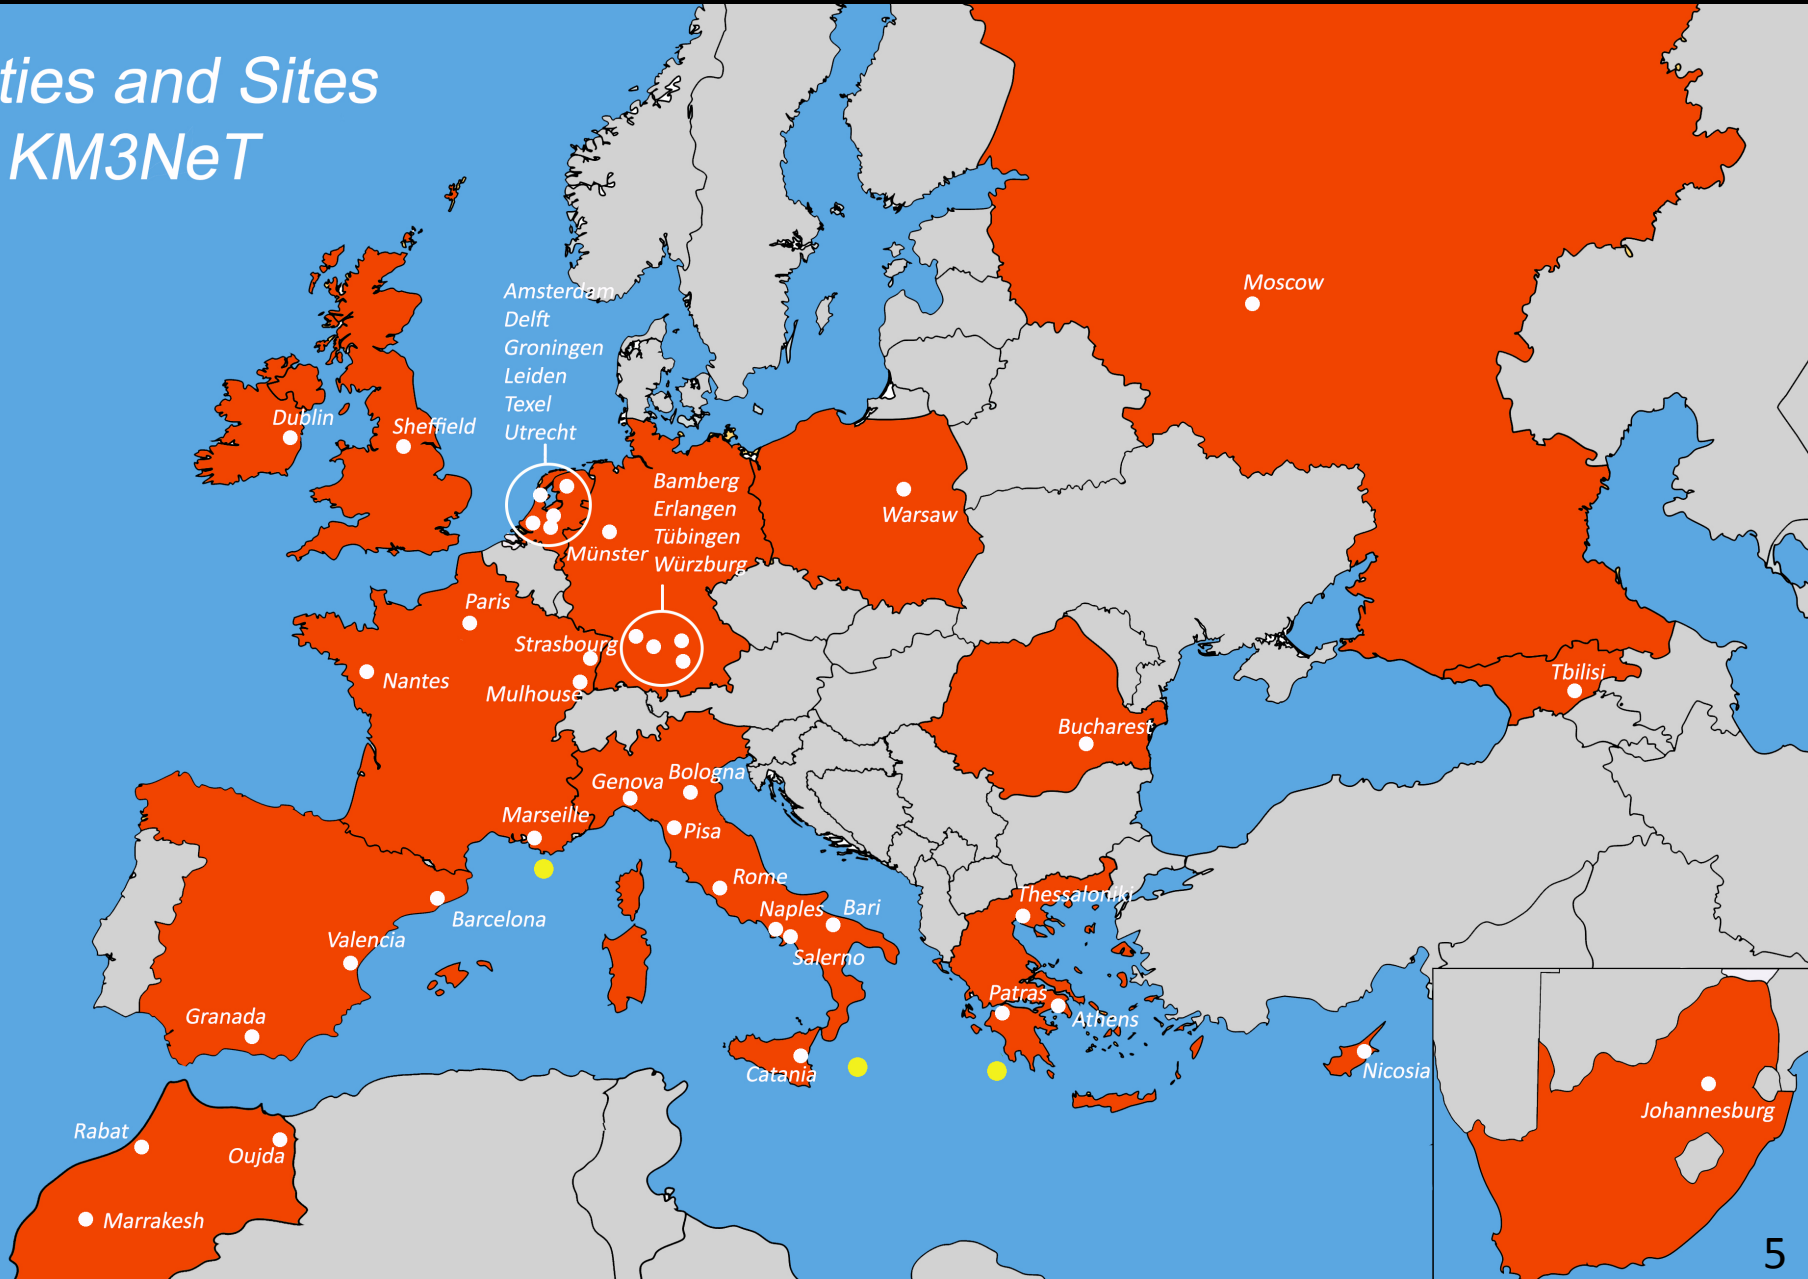 ties and Sites
KM3NeT
Amsterdam
Delft
Groningen
Leiden
Texel
Utrecht
Moscow
Dublin
Sheffield
Bamberg
Erlangen
Tübingen
Würzburg
Münster
Warsaw
Paris
Strasbourg
Nantes
Mulhouse
Tbilisi
Bucharest
Genova
Bologna
Marseille
Pisa
Rome
Naples
Bari
Salerno
Thessaloniki
Barcelona
Valencia
Granada
Patras
Athens
Catania
Nicosia
Johannesburg
Rabat
Oujda
Marrakesh
5